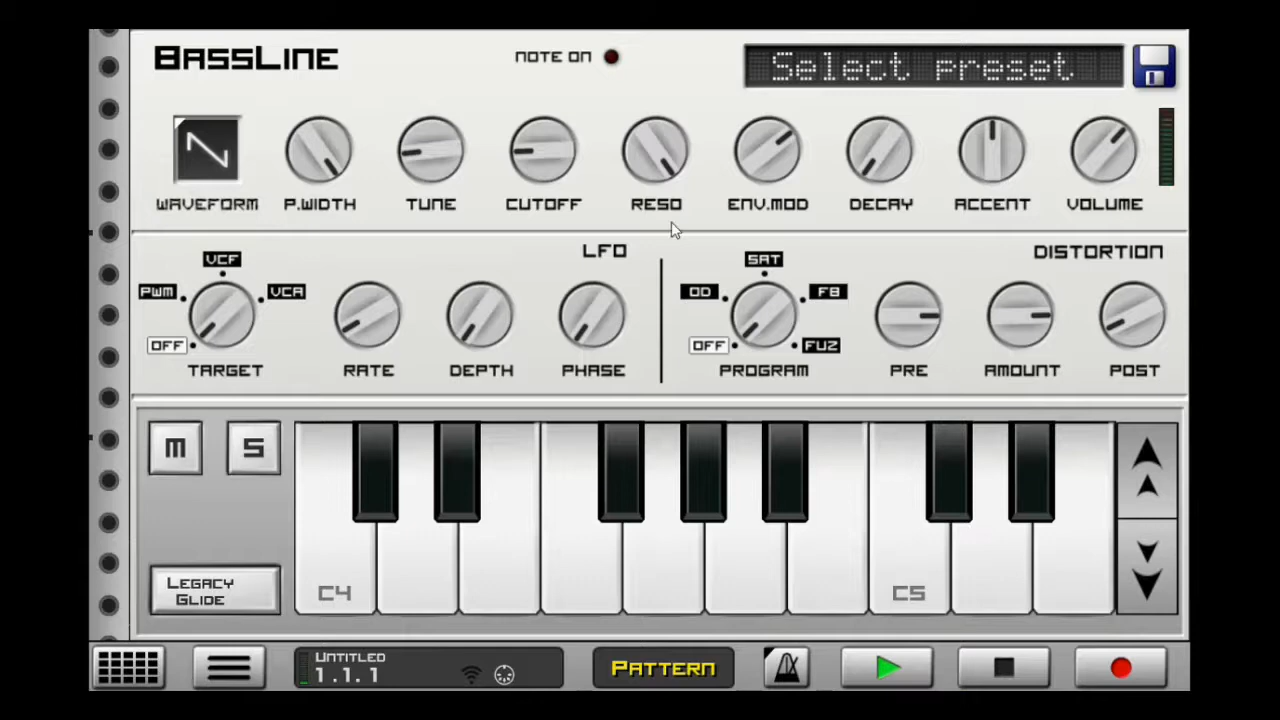 BassLine
NOTE ON
Select preset
WAVEFORM P.WIDTH TUNE CUTOFF RESO ENV.MOD DECAY ACCENT VOLUME
LFO
DISTORTION
VCF
PWM
VCA
OFF
TARGET RATE DEPTH PHASE
SAT
OD
FB
OFF
FUZ
PROGRAM PRE AMOUNT POST
M S
LEGACY
GLIDE
C4
C5
UNTITLED
1.1.1
PATTERN